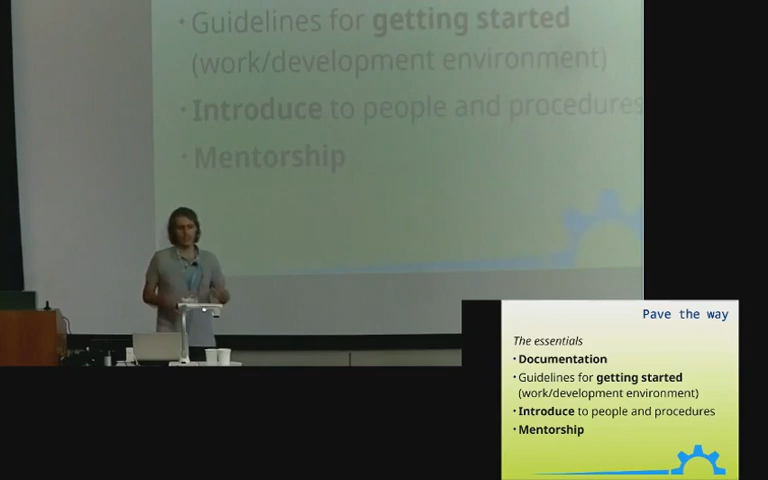 • Guidelines for getting started
(work/development environment)
• Introduce to people and procedures
• Mentorship
Pave the way
The essentials
• Documentation
• Guidelines for getting started
(work/development environment)
• Introduce to people and procedures
• Mentorship